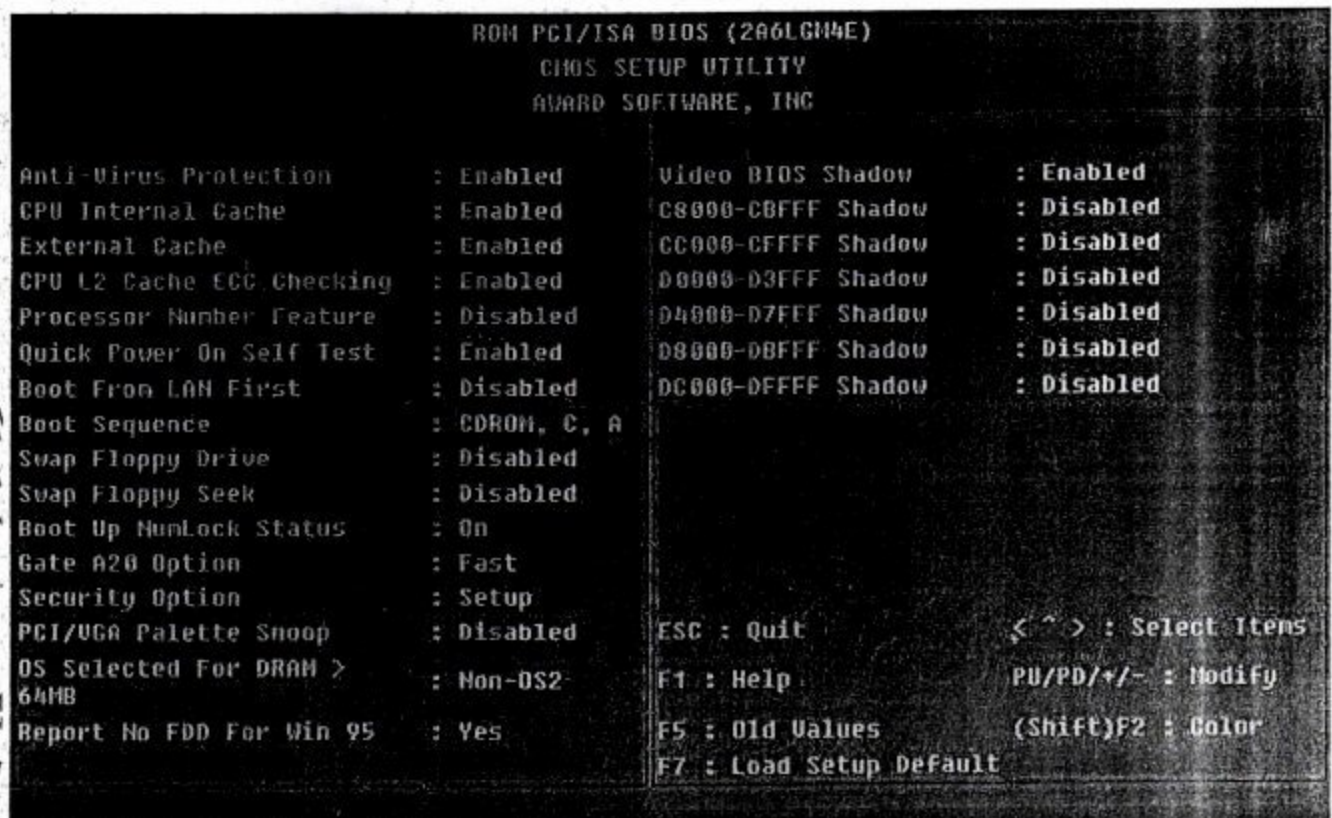 ROM PCI/ISA BIOS (2A6LGM4E)
CMOS SETUP UTILITY
AWARD SOFTWARE, INC
Anti-Virus Protection : Enabled
CPU Internal Cache : Enabled
External Cache : Enabled
CPU L2 Cache ECC Checking : Enabled
Processor Number Feature : Disabled
Quick Power On Self Test : Enabled
Boot From LAN First : Disabled
Boot Sequence : CDROM, C, A
Swap Floppy Drive : Disabled
Swap Floppy Seek : Disabled
Boot Up NumLock Status : On
Gate A20 Option : Fast
Security Option : Setup
PCI/VGA Palette Snoop : Disabled
OS Selected For DRAM >
64MB : Non-OS2
Report No FDD For Win 95 : Yes
Video BIOS Shadow : Enabled
C8000-CBFFF Shadow : Disabled
CC000-CFFFF Shadow : Disabled
D0000-D3FFF Shadow : Disabled
D4000-D7FFF Shadow : Disabled
D8000-DBFFF Shadow : Disabled
DC000-DFFFF Shadow : Disabled
ESC : Quit < ^ > : Select Items
F1 : Help PU/PD/+/- : Modify
F5 : Old Values (Shift)F2 : Color
F7 : Load Setup Default